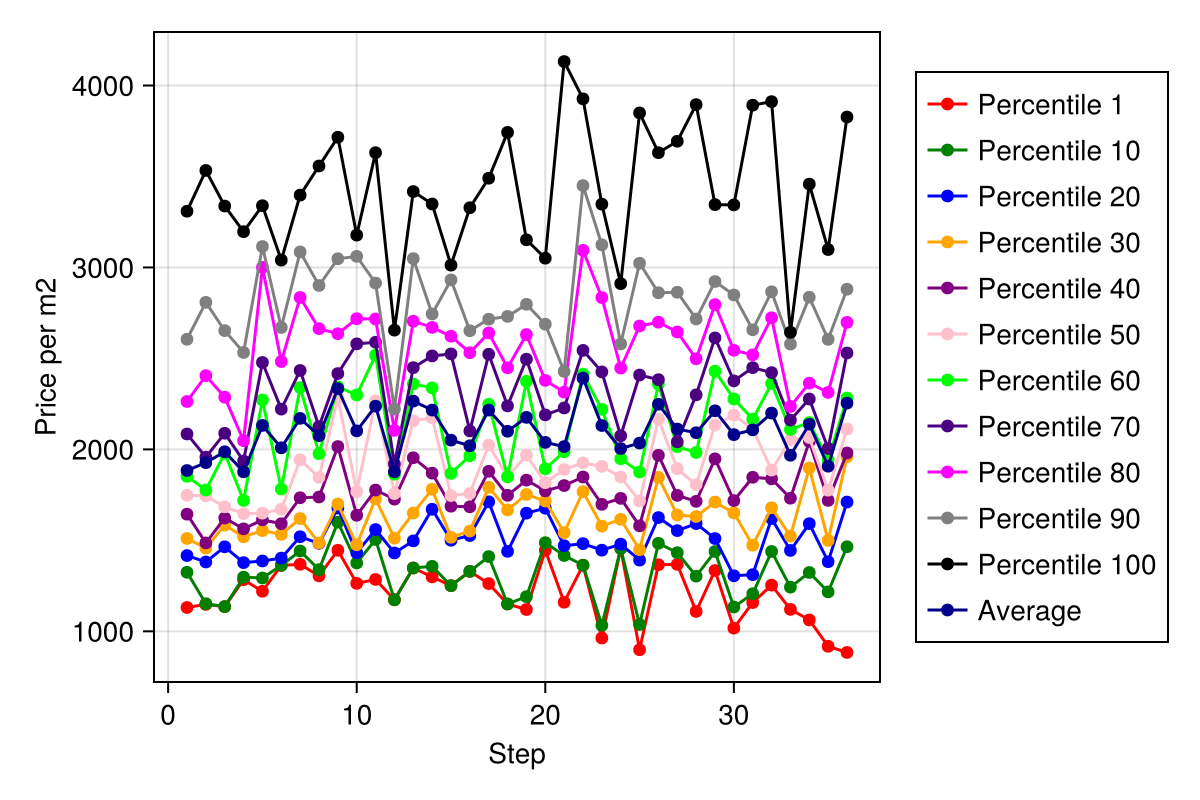 Price per m2
4000
3000
2000
1000
0
10
20
30
Step
Percentile 1
Percentile 10
Percentile 20
Percentile 30
Percentile 40
Percentile 50
Percentile 60
Percentile 70
Percentile 80
Percentile 90
Percentile 100
Average